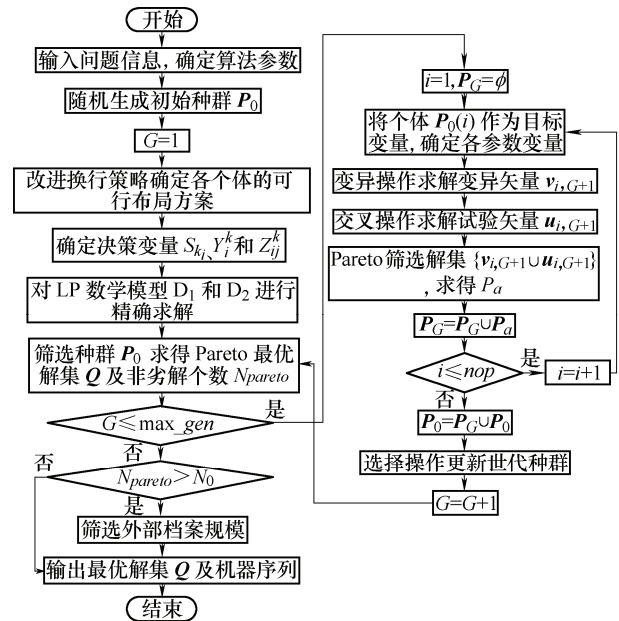 开始
输入问题信息, 确定算法参数
随机生成初始种群 P₀
G=1
改进换行策略确定各个体的可
行布局方案
确定决策变量 Sₖᵢ、Yᵢᵏ和 Zᵢⱼᵏ
对 LP 数学模型 D₁ 和 D₂ 进行
精确求解
筛选种群 P₀ 求得 Pareto 最优
解集 Q 及非劣解个数 Npareto
G≤max_gen
是
否
Npareto>N₀
否
是
筛选外部档案规模
输出最优解集 Q 及机器序列
结束
i=1,P_G=ϕ
将个体 P₀(i) 作为目标
变量, 确定各参数变量
变异操作求解变异矢量 vi,G+1
交叉操作求解试验矢量 ui,G+1
Pareto 筛选解集 {vi,G+1∪ui,G+1}
, 求得 Pa
P_G=P_G∪Pa
i≤nop
是
i=i+1
否
P₀=P_G∪P₀
选择操作更新世代种群
G=G+1